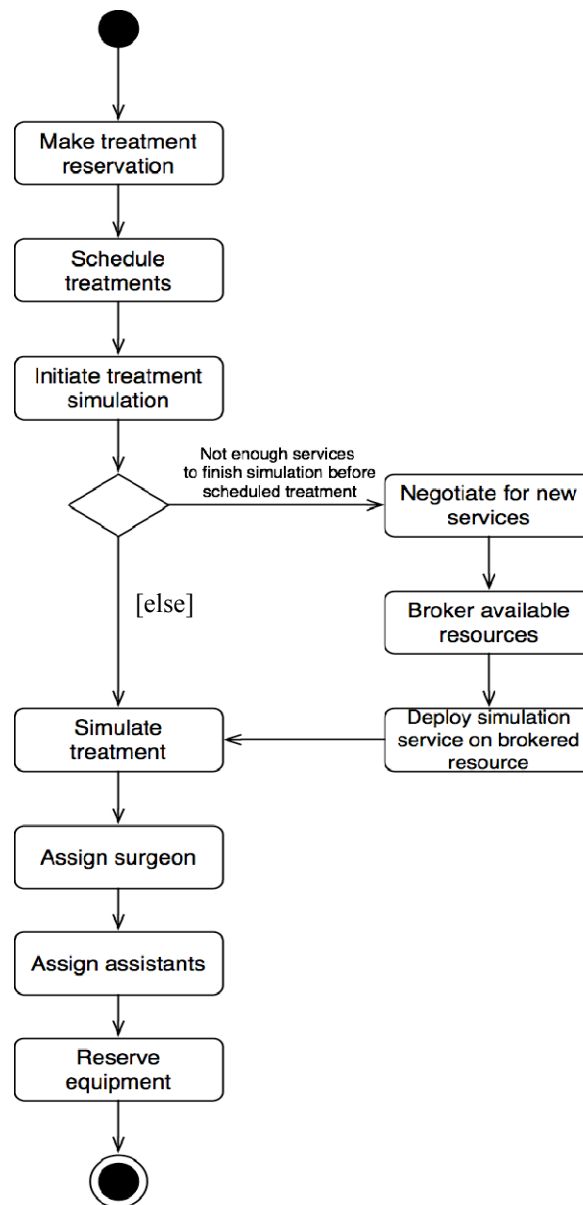 Make treatment
reservation
Schedule
treatments
Initiate treatment
simulation
Not enough services
to finish simulation before
scheduled treatment
Negotiate for new
services
[else]
Broker available
resources
Simulate
treatment
Deploy simulation
service on brokered
resource
Assign surgeon
Assign assistants
Reserve
equipment